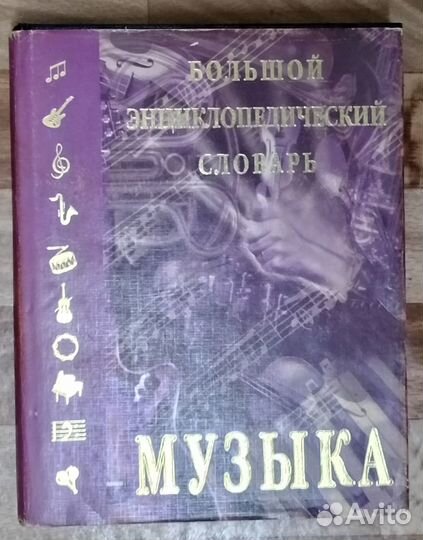 БОЛЬШОЙ
ЭНЦИКЛОПЕДИЧЕСКИЙ
СЛОВАРЬ
МУЗЫКА
Avito